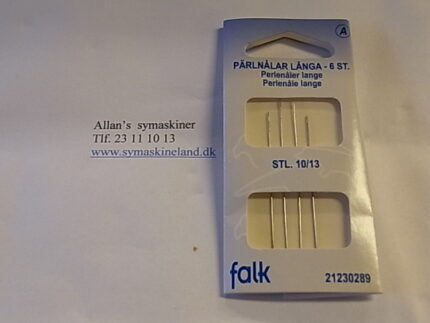 Allan's symaskiner
Tlf. 23 11 10 13
www.symaskineland.dk
A
PÄRLNÅLAR LÅNGA - 6 ST.
Perlenåler lange
Perlenåle lange
STL. 10/13
falk
21230289